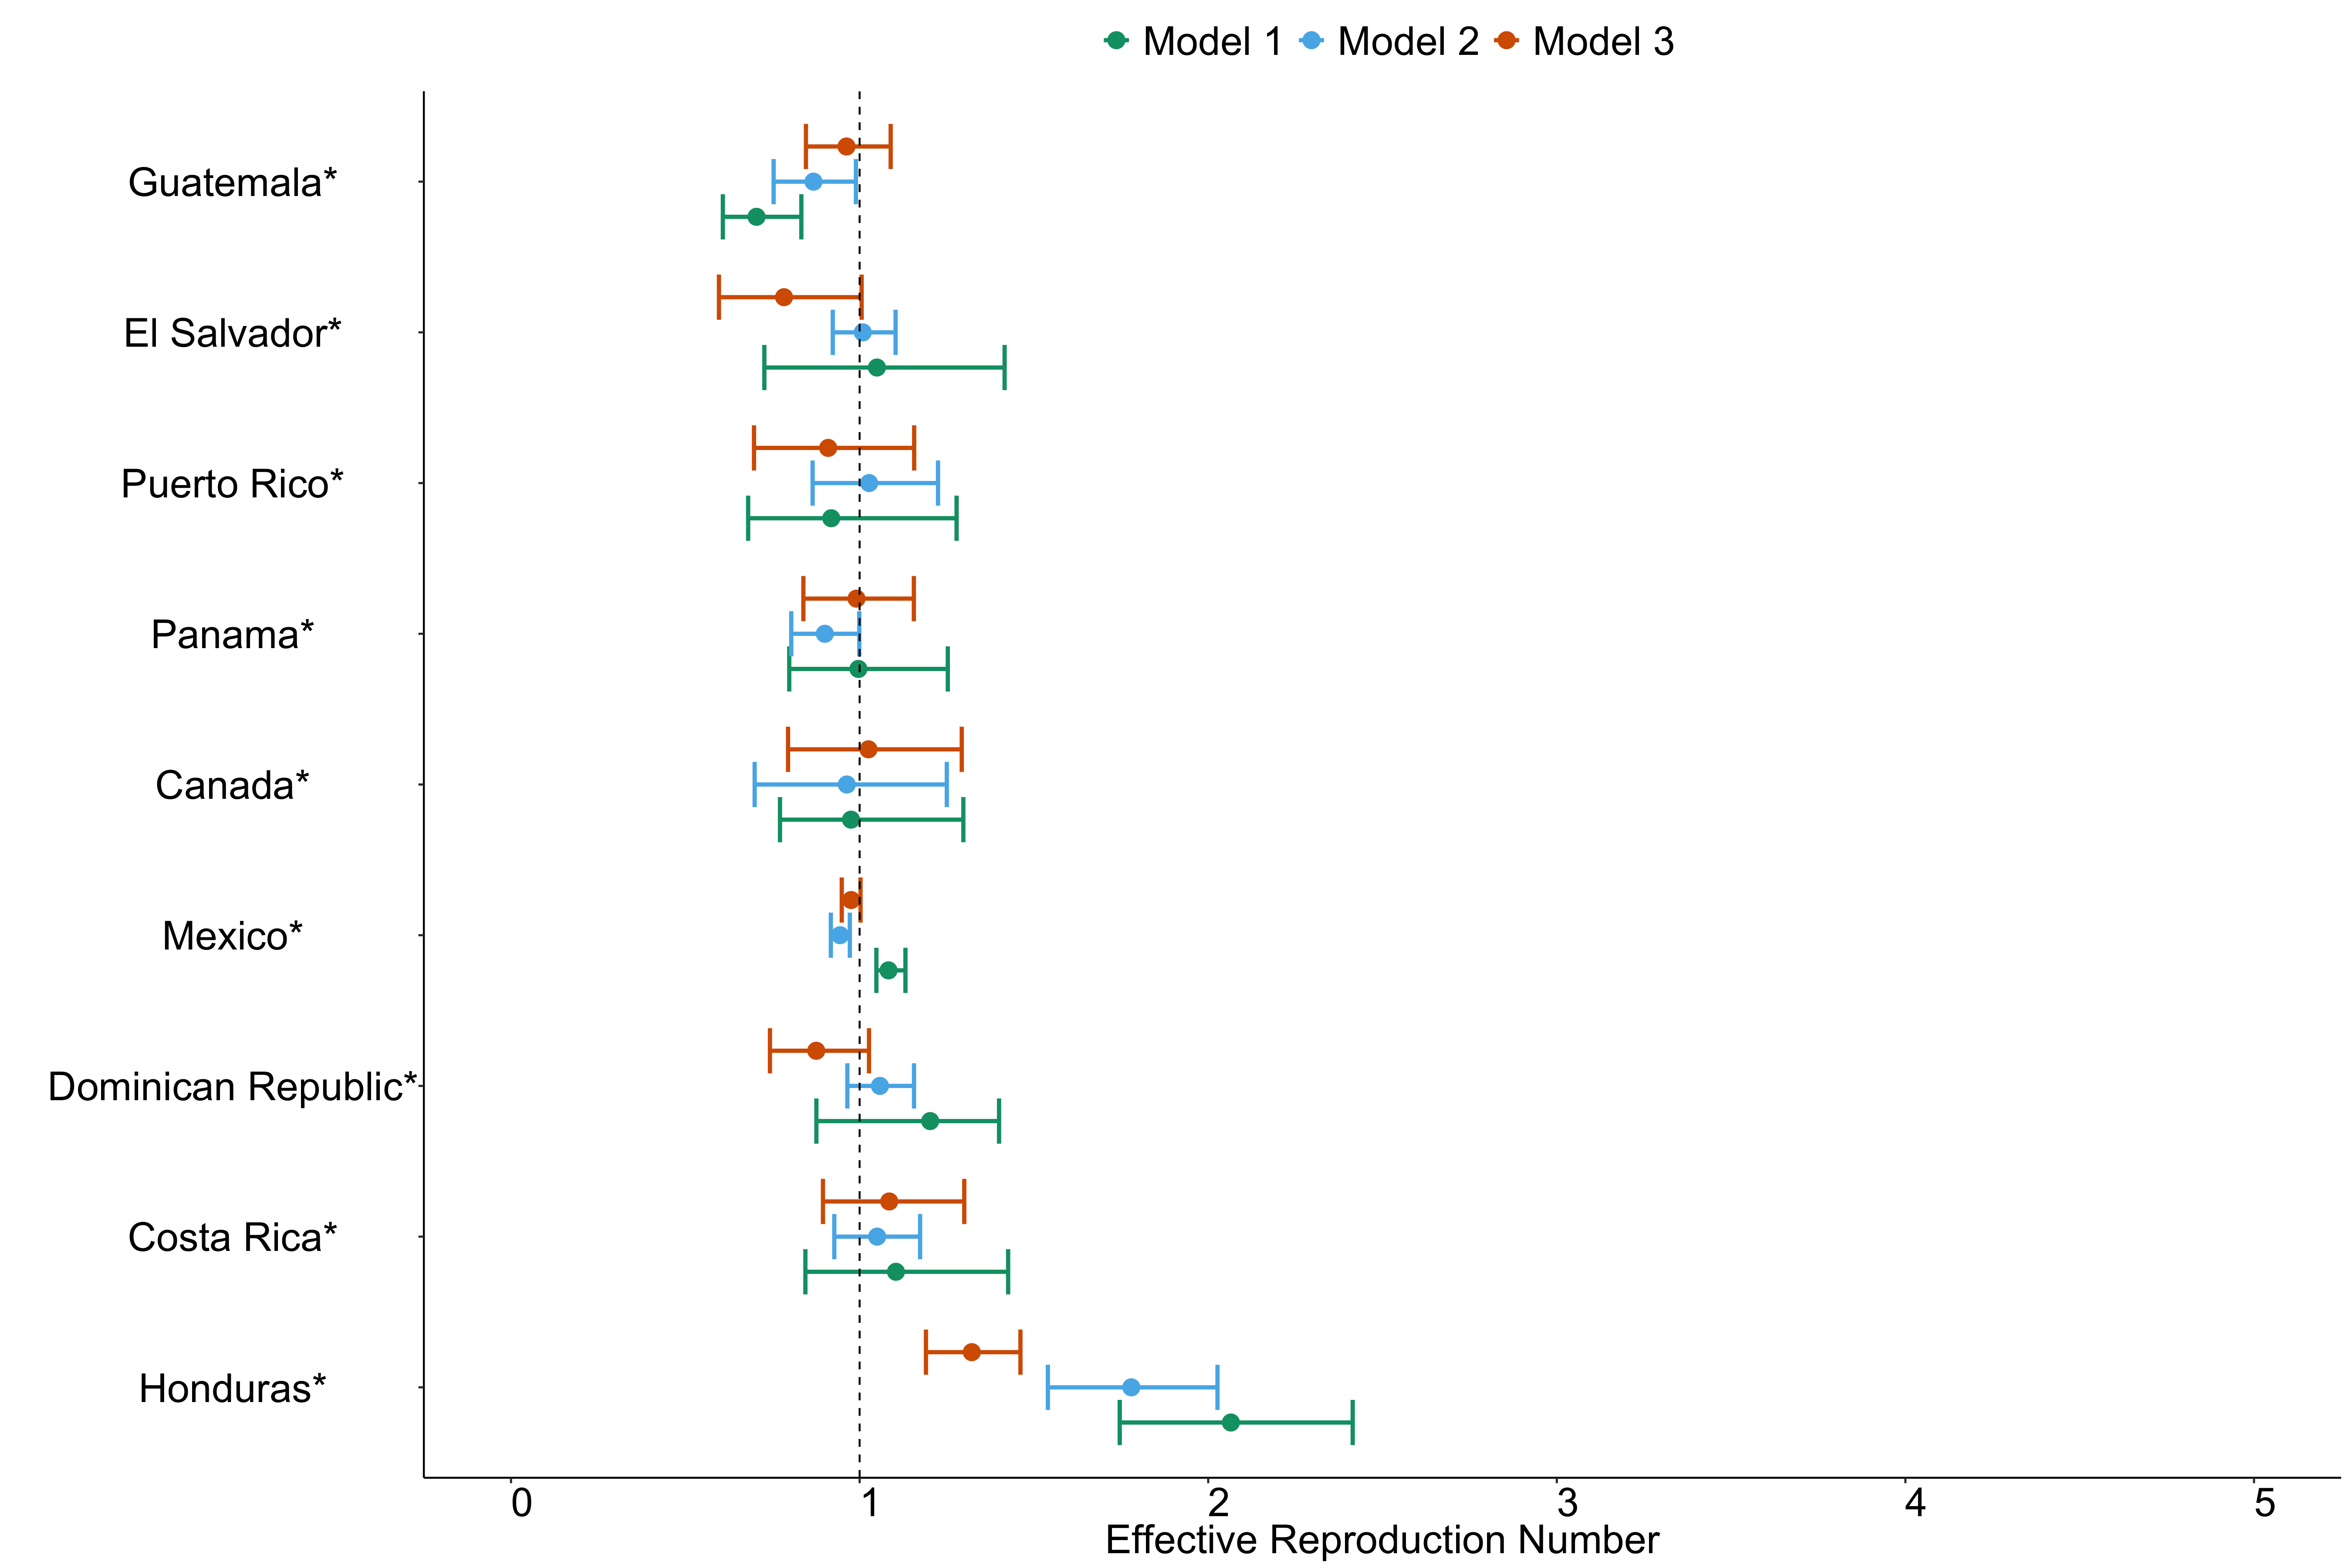 Model 1 Model 2 Model 3
Guatemala*
El Salvador*
Puerto Rico*
Panama*
Canada*
Mexico*
Dominican Republic*
Costa Rica*
Honduras*
0 1 2 3 4 5
Effective Reproduction Number